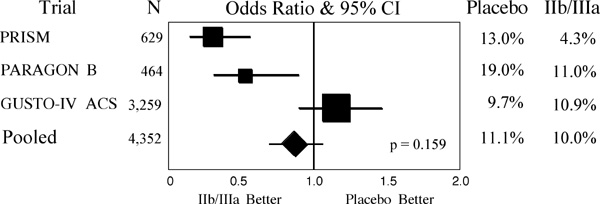 Trial N Odds Ratio & 95% CI Placebo IIb/IIIa
PRISM 629 13.0% 4.3%
PARAGON B 464 19.0% 11.0%
GUSTO-IV ACS 3,259 9.7% 10.9%
Pooled 4,352 p = 0.159 11.1% 10.0%
0 0.5 1.0 1.5 2.0
IIb/IIIa Better Placebo Better